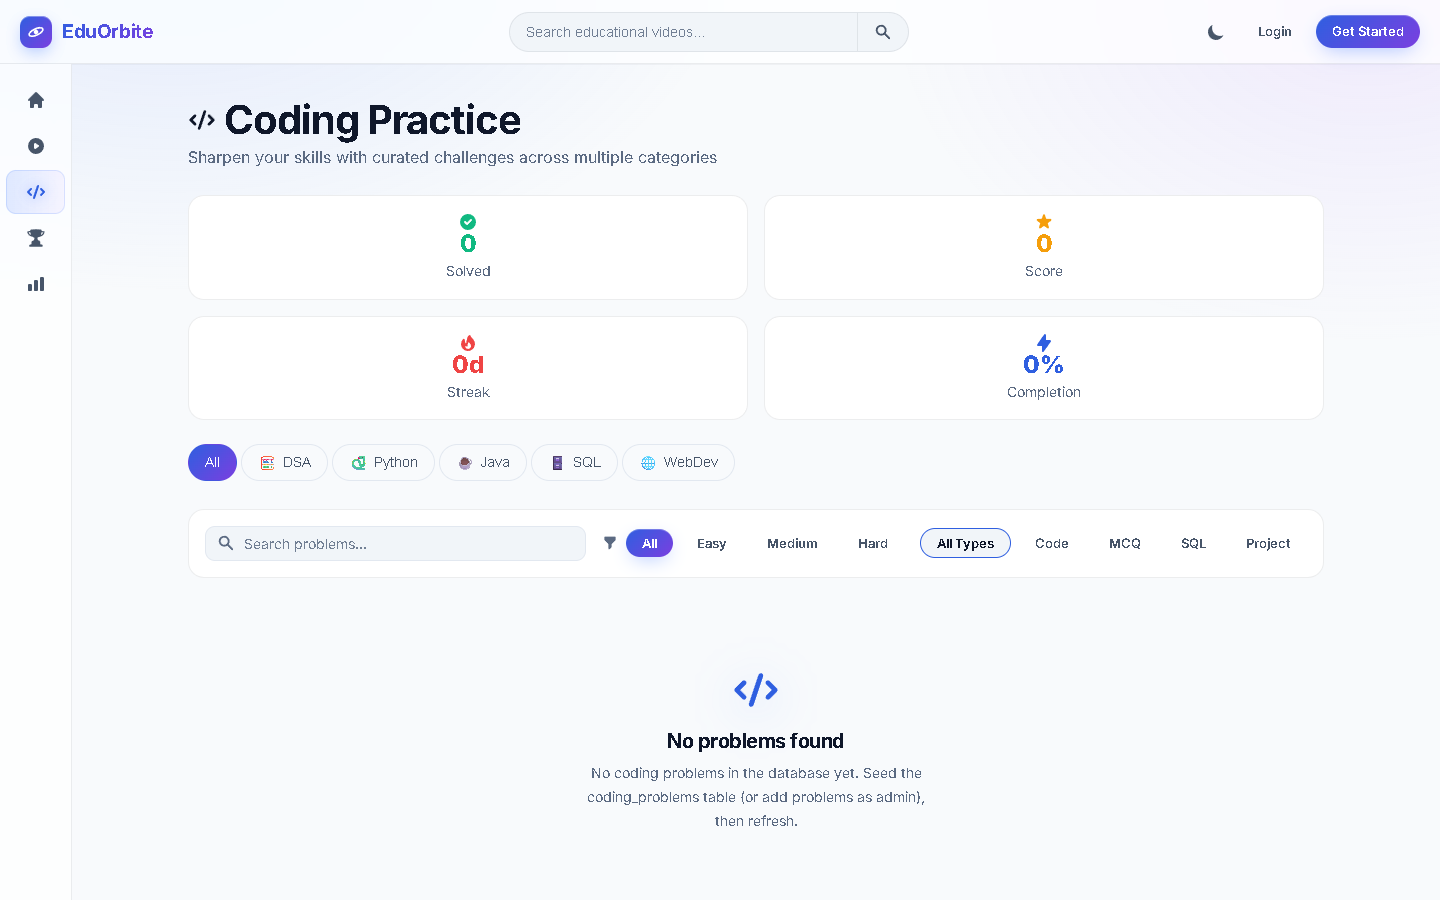 EduOrbite
Search educational videos...
Login
Get Started
Coding Practice
Sharpen your skills with curated challenges across multiple categories
0
Solved
0
Score
0d
Streak
0%
Completion
All
DSA
Python
Java
SQL
WebDev
Search problems...
All
Easy
Medium
Hard
All Types
Code
MCQ
SQL
Project
No problems found
No coding problems in the database yet. Seed the
coding_problems table (or add problems as admin),
then refresh.